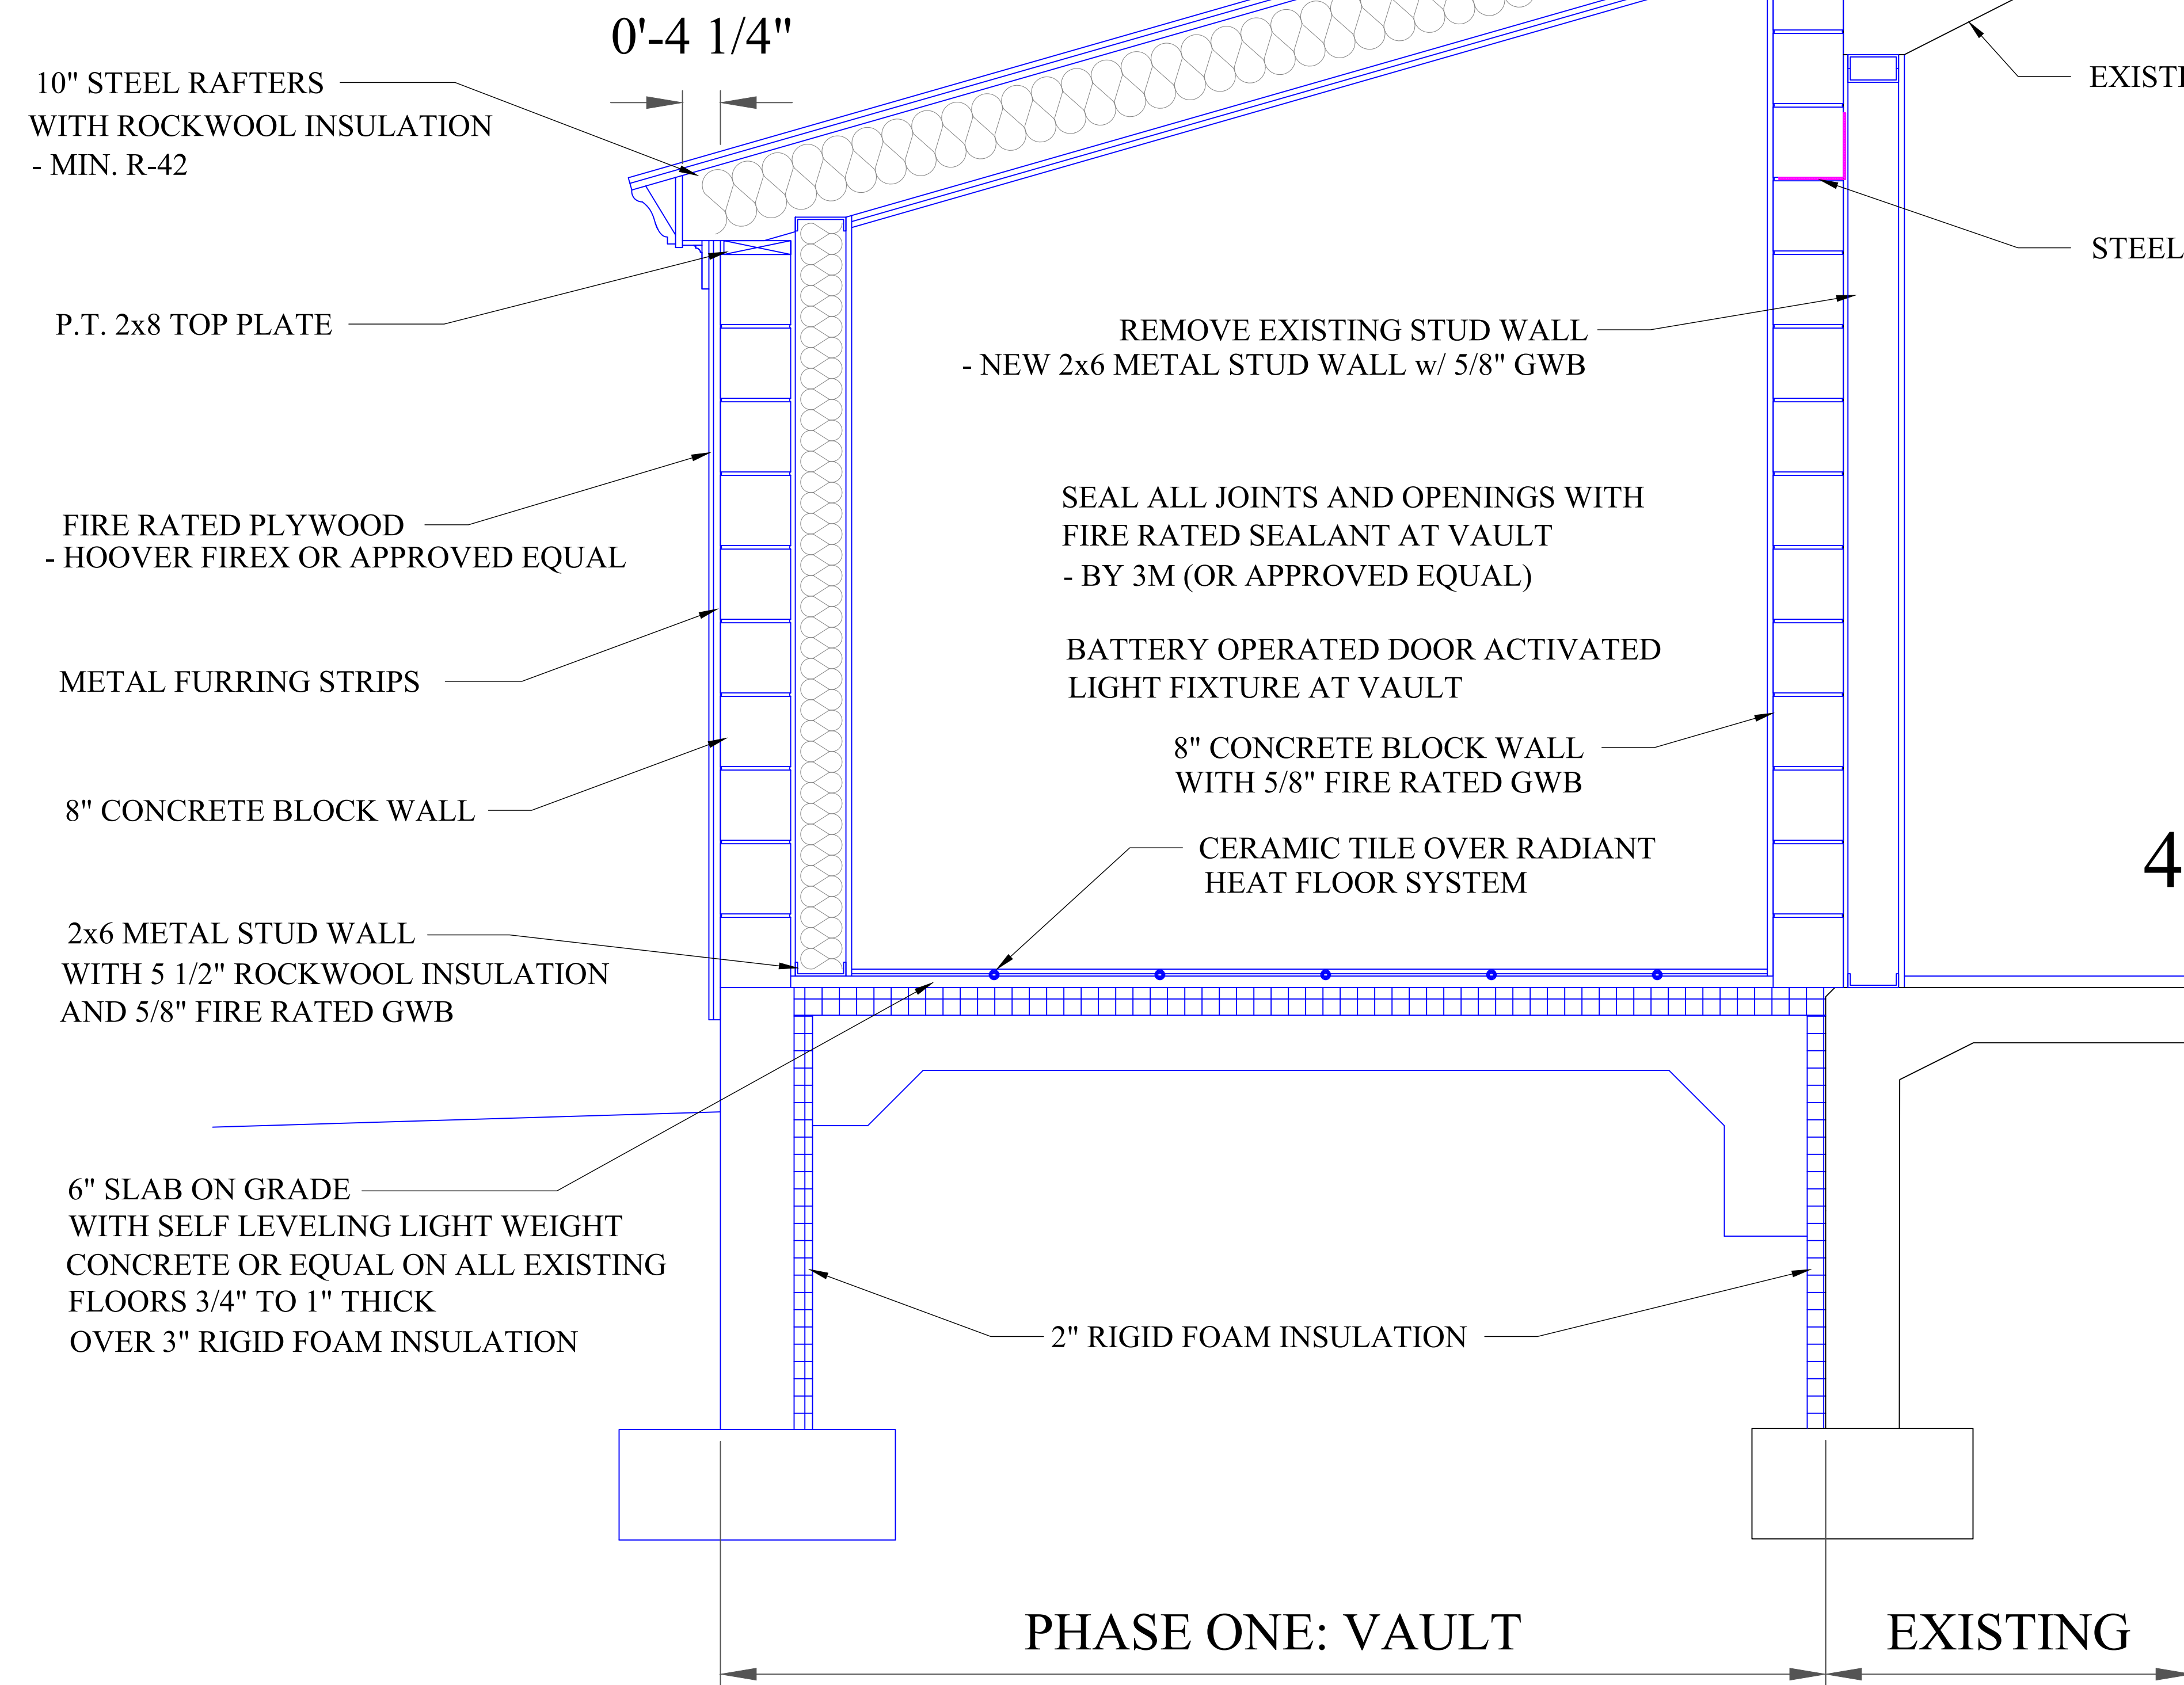 0'-4 1/4"
10" STEEL RAFTERS
WITH ROCKWOOL INSULATION
- MIN. R-42
P.T. 2x8 TOP PLATE
FIRE RATED PLYWOOD
- HOOVER FIREX OR APPROVED EQUAL
METAL FURRING STRIPS
8" CONCRETE BLOCK WALL
2x6 METAL STUD WALL
WITH 5 1/2" ROCKWOOL INSULATION
AND 5/8" FIRE RATED GWB
6" SLAB ON GRADE
WITH SELF LEVELING LIGHT WEIGHT
CONCRETE OR EQUAL ON ALL EXISTING
FLOORS 3/4" TO 1" THICK
OVER 3" RIGID FOAM INSULATION
REMOVE EXISTING STUD WALL
- NEW 2x6 METAL STUD WALL w/ 5/8" GWB
SEAL ALL JOINTS AND OPENINGS WITH
FIRE RATED SEALANT AT VAULT
- BY 3M (OR APPROVED EQUAL)
BATTERY OPERATED DOOR ACTIVATED
LIGHT FIXTURE AT VAULT
8" CONCRETE BLOCK WALL
WITH 5/8" FIRE RATED GWB
CERAMIC TILE OVER RADIANT
HEAT FLOOR SYSTEM
2" RIGID FOAM INSULATION
STEEL
4
PHASE ONE: VAULT
EXISTING